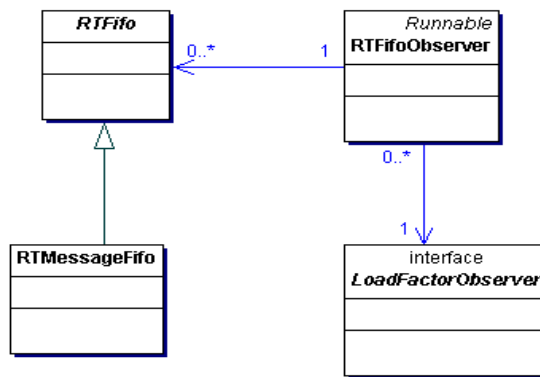 RTFifo
Runnable
RTFifoObserver
0..*
1
0..*
1
RTMessageFifo
interface
LoadFactorObserver